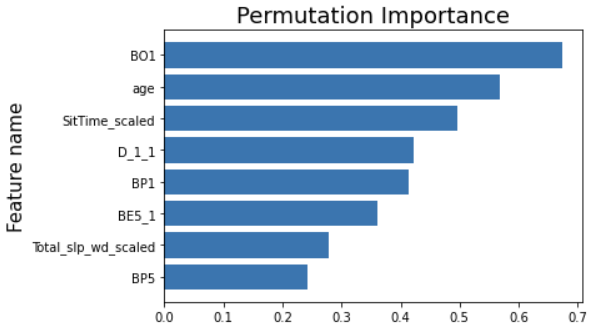 Permutation Importance
Feature name
BO1
age
SitTime_scaled
D_1_1
BP1
BE5_1
Total_slp_wd_scaled
BP5
0.0 0.1 0.2 0.3 0.4 0.5 0.6 0.7